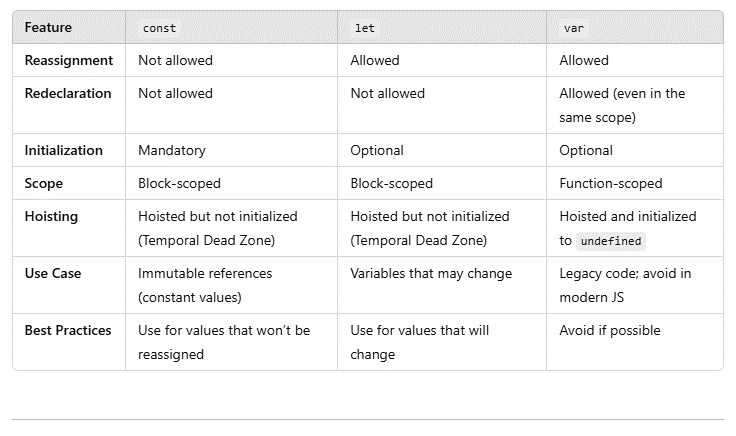 Feature const let var
Reassignment Not allowed Allowed Allowed
Redeclaration Not allowed Not allowed Allowed (even in the
same scope)
Initialization Mandatory Optional Optional
Scope Block-scoped Block-scoped Function-scoped
Hoisting Hoisted but not initialized Hoisted but not initialized Hoisted and initialized
(Temporal Dead Zone) (Temporal Dead Zone) to undefined
Use Case Immutable references Variables that may change Legacy code; avoid in
(constant values) modern JS
Best Practices Use for values that won't be Use for values that will Avoid if possible
reassigned change